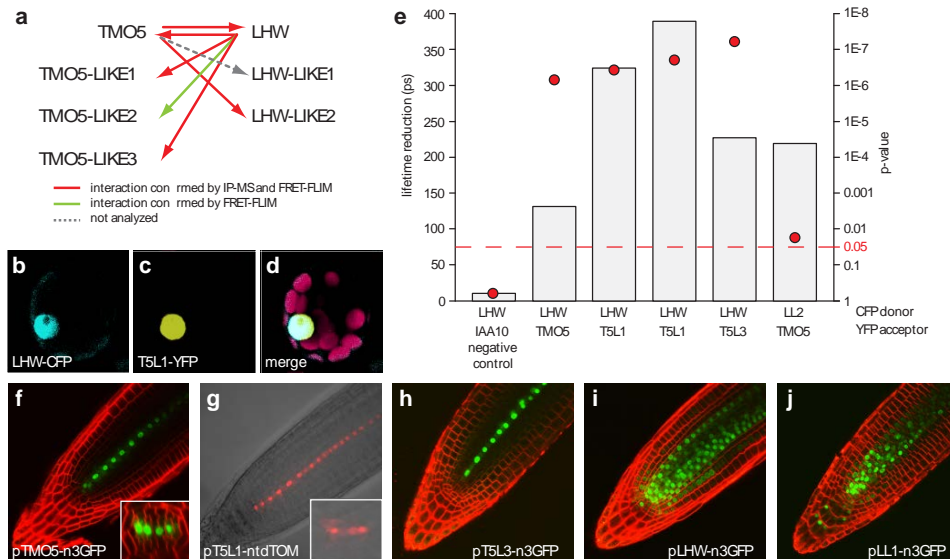 a
TMO5
LHW
TMO5-LIKE1
LHW-LIKE1
TMO5-LIKE2
LHW-LIKE2
TMO5-LIKE3
interaction con rmed by IP-MS and FRET-FLIM
interaction con rmed by FRET-FLIM
not analyzed
b
LHW-CFP
c
T5L1-YFP
d
merge
e
lifetime reduction (ps)
400
350
300
250
200
150
100
50
0
1E-8
1E-7
1E-6
1E-5
1E-4
0.001
0.01
0.05
0.1
1
p-value
LHW LHW LHW LHW LHW LL2 CFP donor
IAA10 TMO5 T5L1 T5L1 T5L3 TMO5 YFP acceptor
negative
control
f
pTMO5-n3GFP
g
pT5L1-ntdTOM
h
pT5L3-n3GFP
i
pLHW-n3GFP
j
pLL1-n3GFP